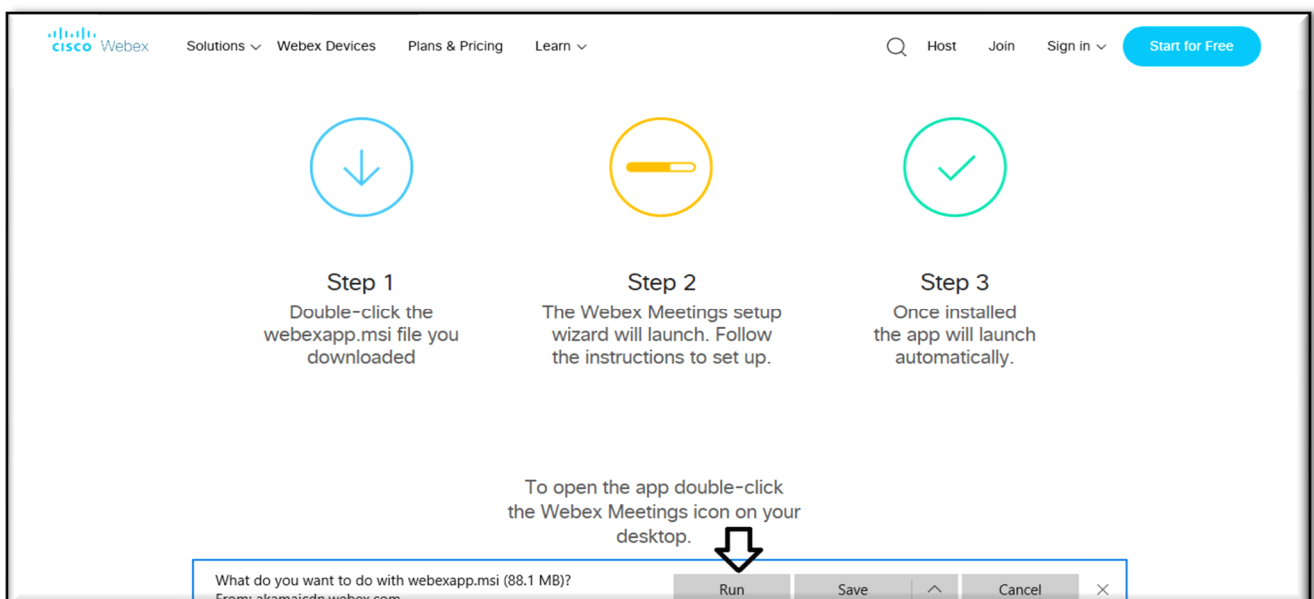 CISCO Webex
Solutions Webex Devices Plans & Pricing Learn Host Join Sign in Start for Free
Step 1
Double-click the
webexapp.msi file you
downloaded
Step 2
The Webex Meetings setup
wizard will launch. Follow
the instructions to set up.
Step 3
Once installed
the app will launch
automatically.
To open the app double-click
the Webex Meetings icon on your
desktop.
What do you want to do with webexapp.msi (88.1 MB)?
From: akamaicdn.webex.com
Run Save Cancel